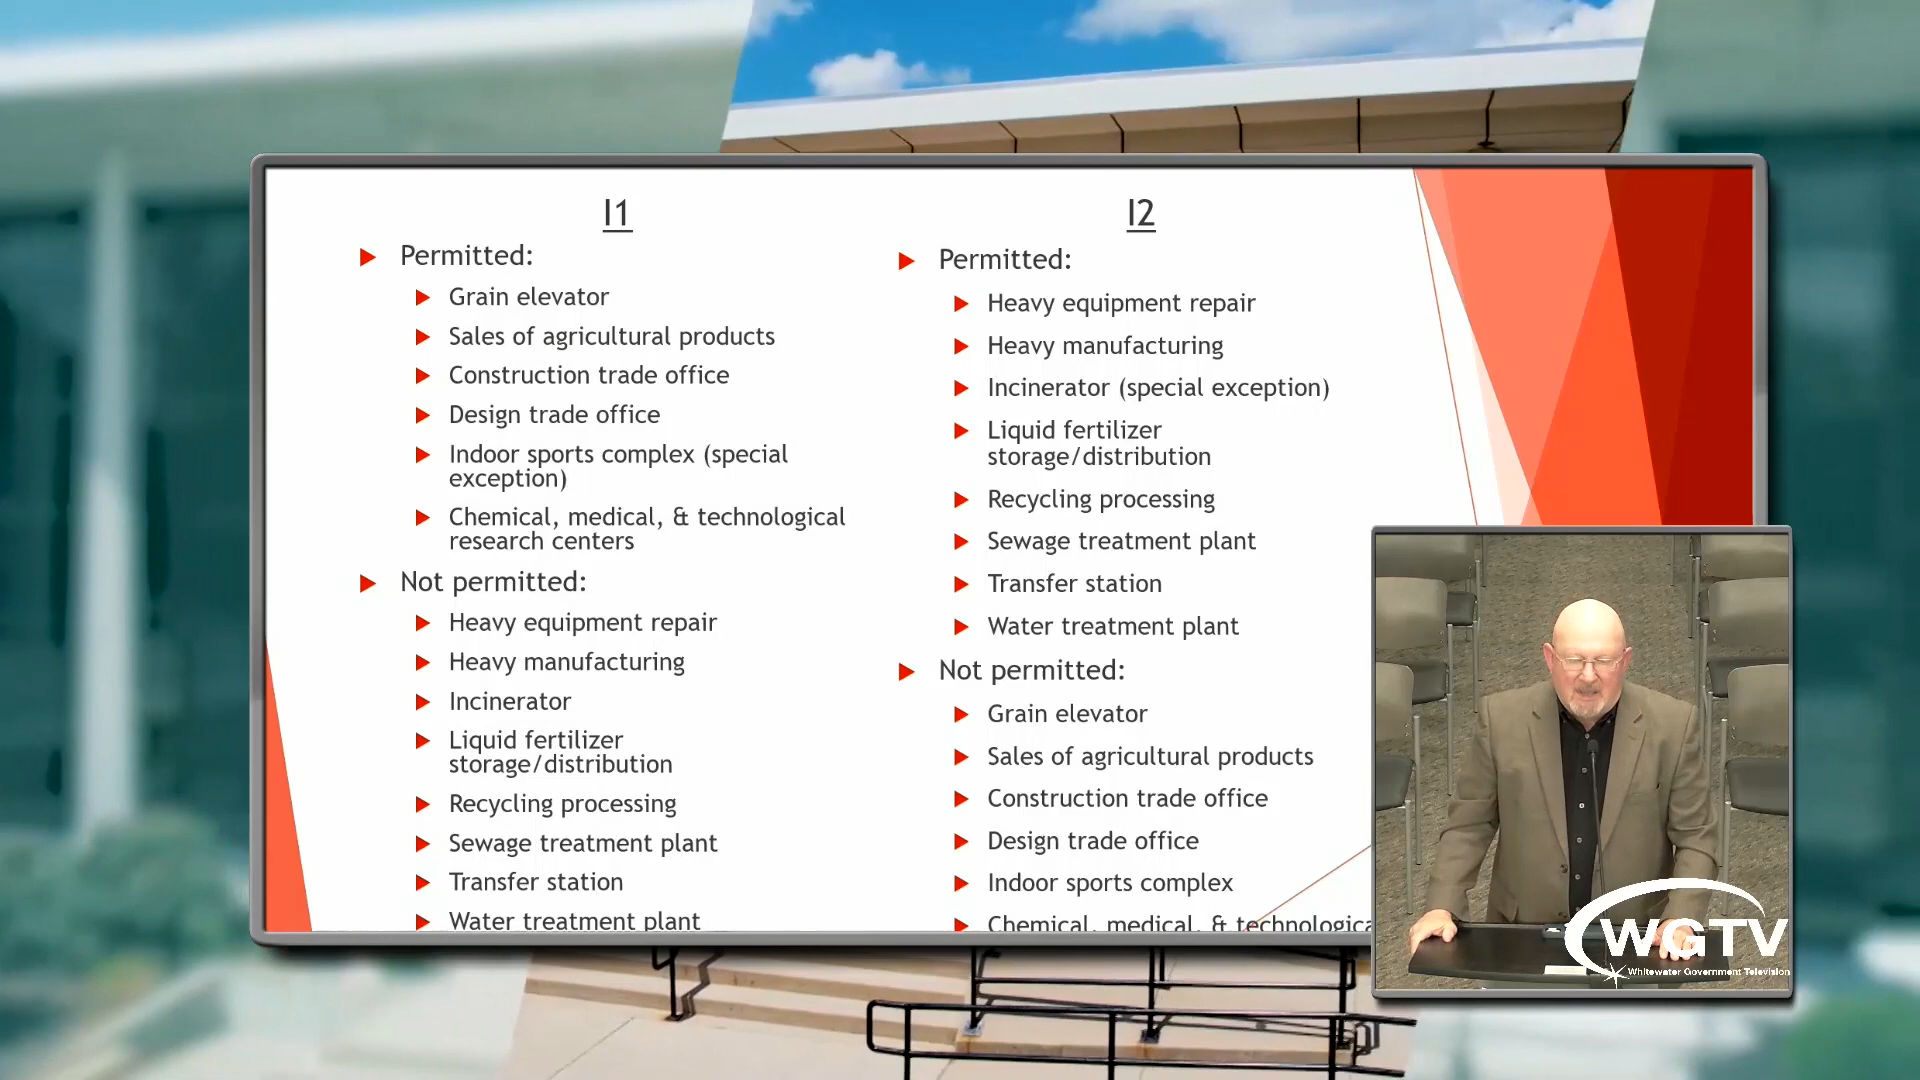 I1
Permitted:
Grain elevator
Sales of agricultural products
Construction trade office
Design trade office
Indoor sports complex (special
exception)
Chemical, medical, & technological
research centers
Not permitted:
Heavy equipment repair
Heavy manufacturing
Incinerator
Liquid fertilizer
storage/distribution
Recycling processing
Sewage treatment plant
Transfer station
Water treatment plant
I2
Permitted:
Heavy equipment repair
Heavy manufacturing
Incinerator (special exception)
Liquid fertilizer
storage/distribution
Recycling processing
Sewage treatment plant
Transfer station
Water treatment plant
Not permitted:
Grain elevator
Sales of agricultural products
Construction trade office
Design trade office
Indoor sports complex
Chemical, medical, & technologica
WGTV
Whitewater Government Television